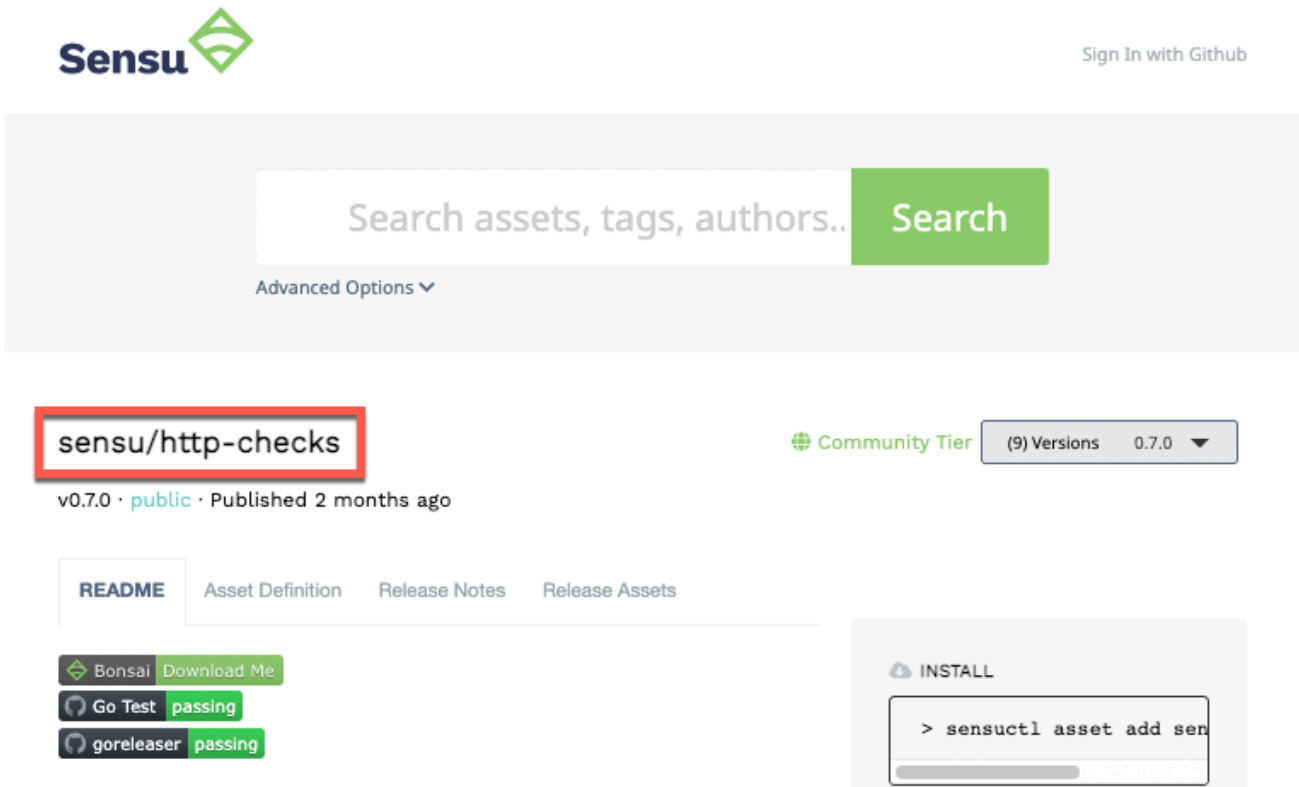 Sensu
Sign In with Github
Search assets, tags, authors..
Search
Advanced Options
sensu/http-checks
Community Tier
(9) Versions 0.7.0
v0.7.0 · public · Published 2 months ago
README Asset Definition Release Notes Release Assets
Bonsai Download Me
Go Test passing
goreleaser passing
INSTALL
> sensuctl asset add sen